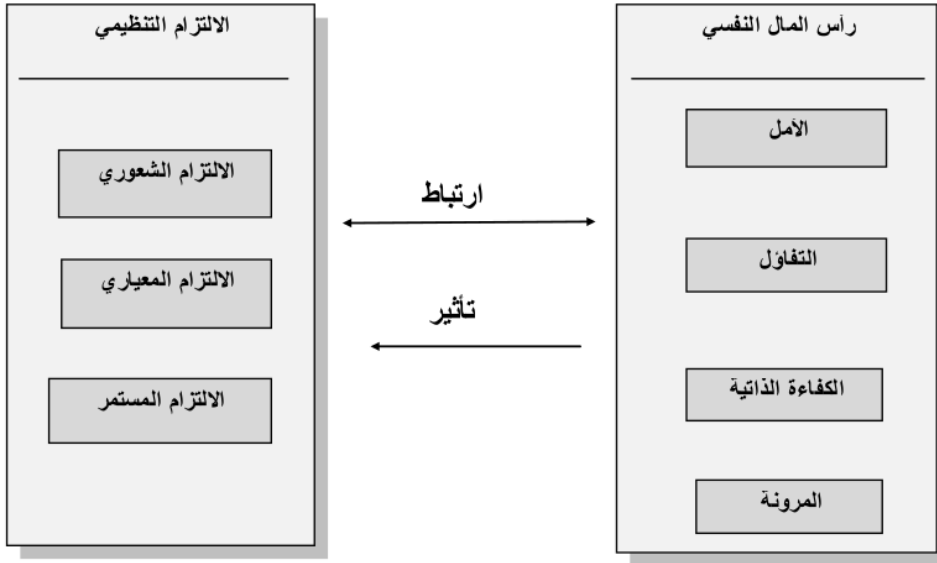 رأس المال النفسي
الأمل
التفاؤل
الكفاءة الذاتية
المرونة
ارتباط
تأثير
الالتزام التنظيمي
الالتزام الشعوري
الالتزام المعياري
الالتزام المستمر